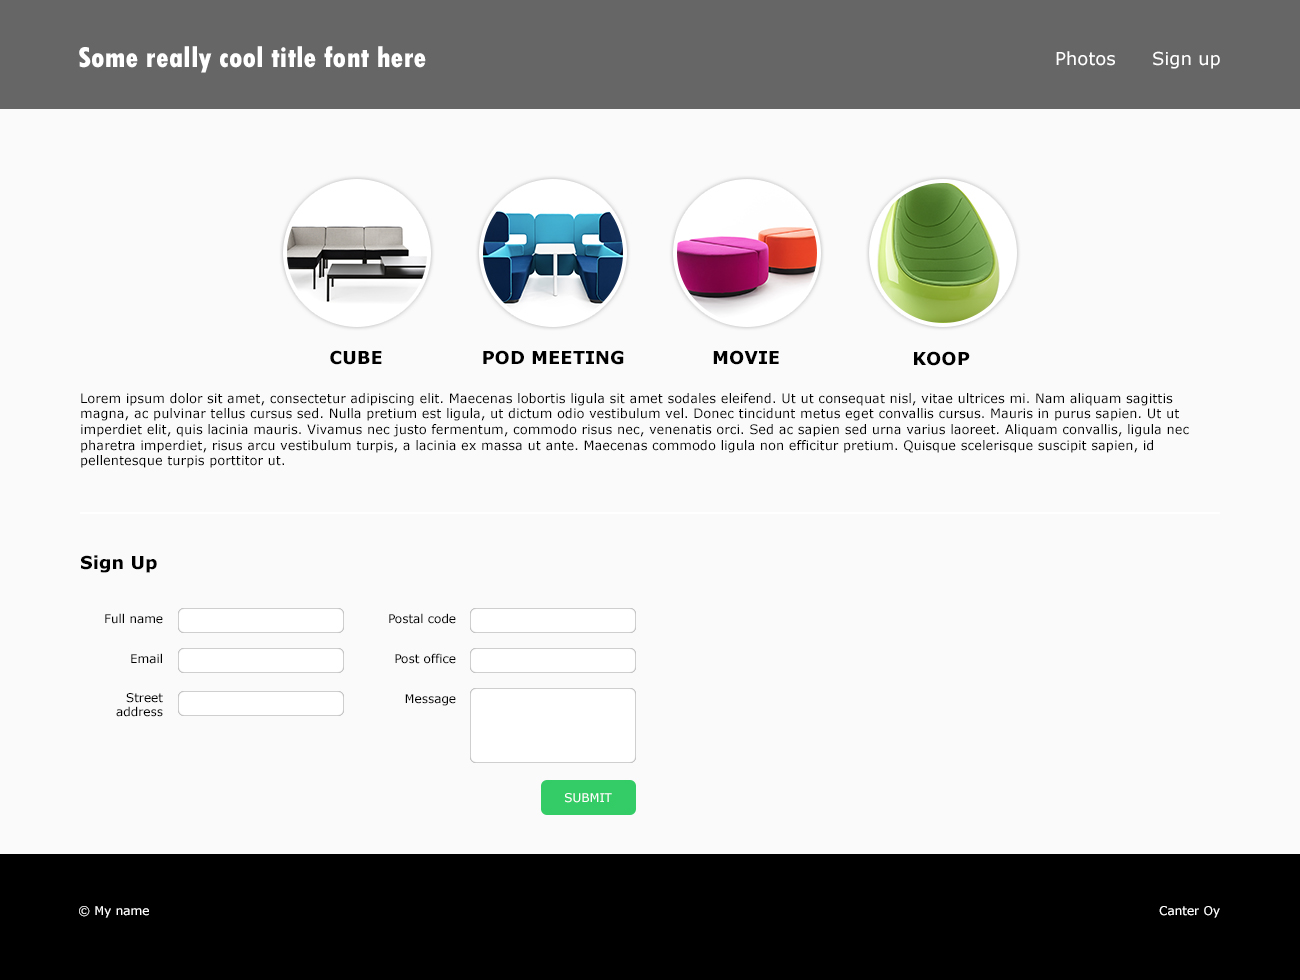 Some really cool title font here
Photos
Sign up
CUBE
POD MEETING
MOVIE
KOOP
Lorem ipsum dolor sit amet, consectetur adipiscing elit. Maecenas lobortis ligula sit amet sodales eleifend. Ut ut consequat nisl, vitae ultrices mi. Nam aliquam sagittis
magna, ac pulvinar tellus cursus sed. Nulla pretium est ligula, ut dictum odio vestibulum vel. Donec tincidunt metus eget convallis cursus. Mauris in purus sapien. Ut ut
imperdiet elit, quis lacinia mauris. Vivamus nec justo fermentum, commodo risus nec, venenatis orci. Sed ac sapien sed urna varius laoreet. Aliquam convallis, ligula nec
pharetra imperdiet, risus arcu vestibulum turpis, a lacinia ex massa ut ante. Maecenas commodo ligula non efficitur pretium. Quisque scelerisque suscipit sapien, id
pellentesque turpis porttitor ut.
Sign Up
Full name
Postal code
Email
Post office
Street
address
Message
SUBMIT
© My name
Canter Oy